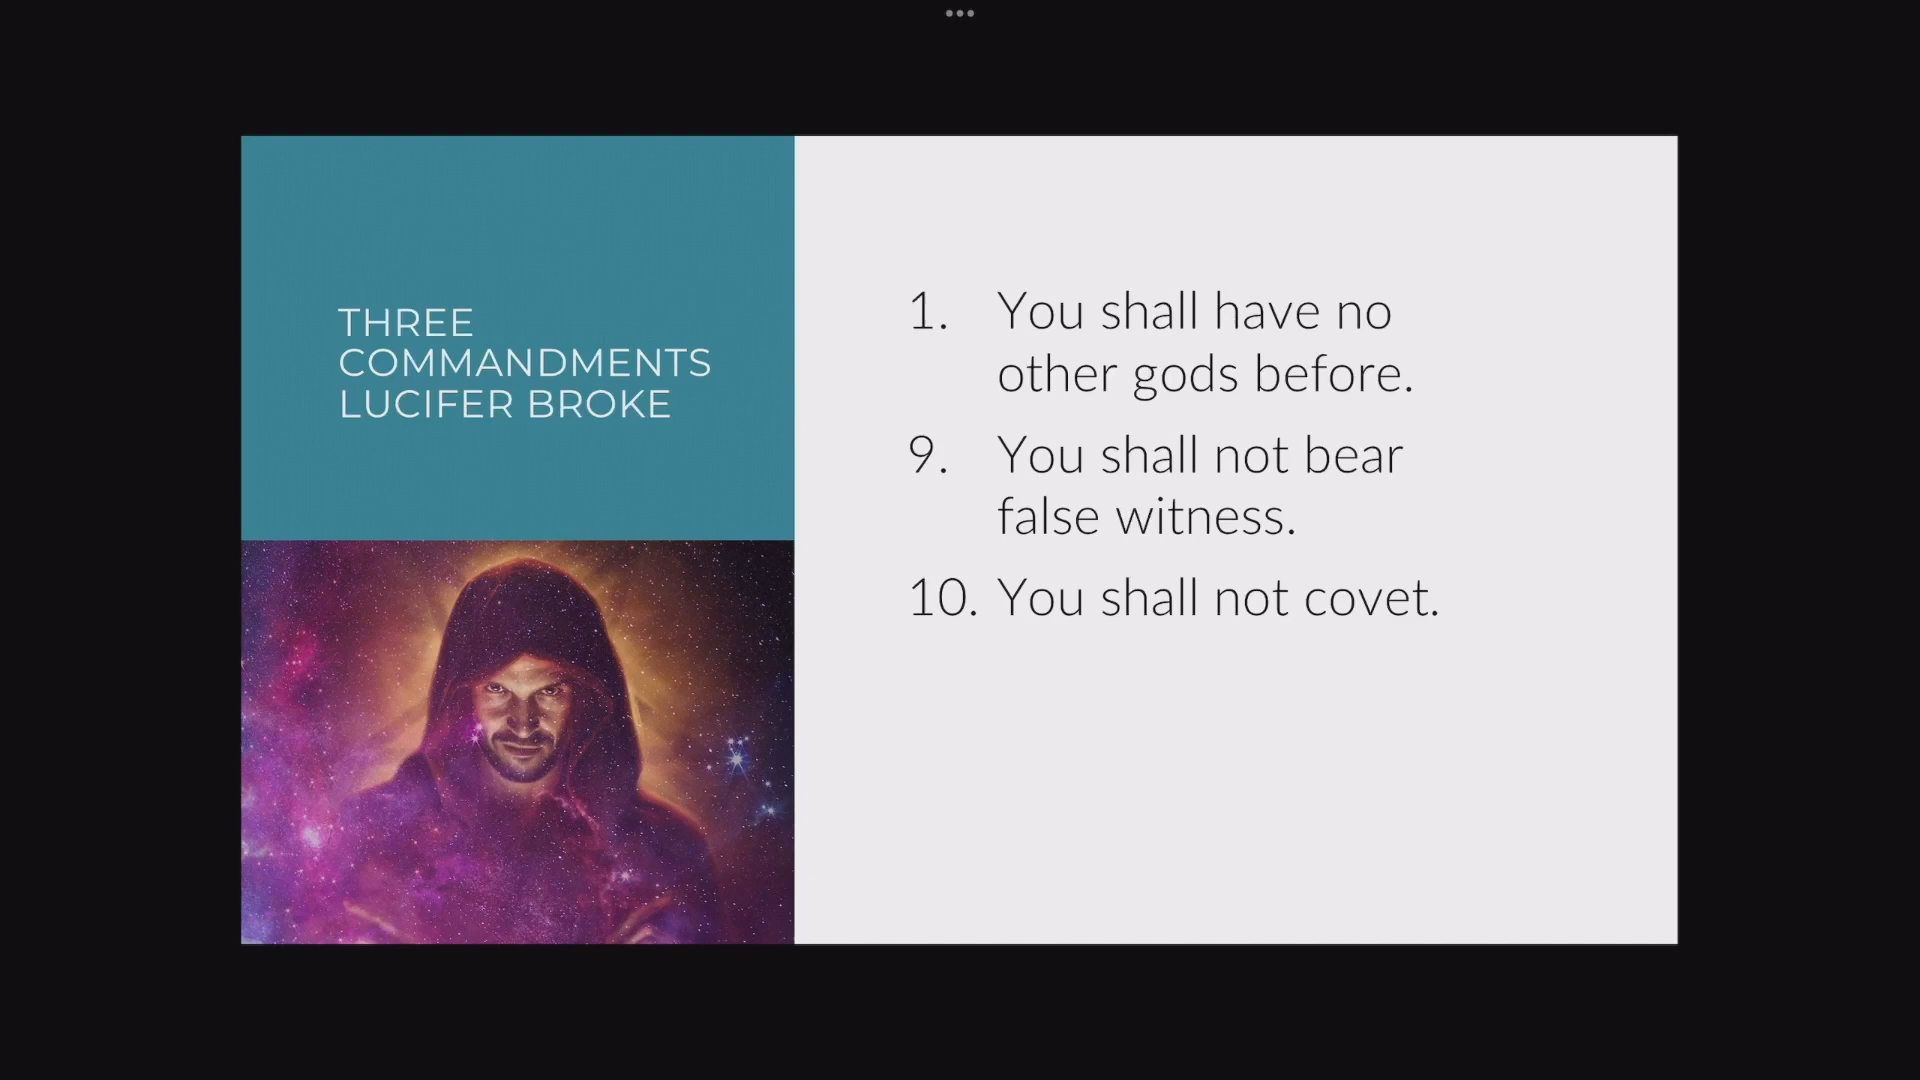 THREE
COMMANDMENTS
LUCIFER BROKE
1. You shall have no
other gods before.
9. You shall not bear
false witness.
10. You shall not covet.